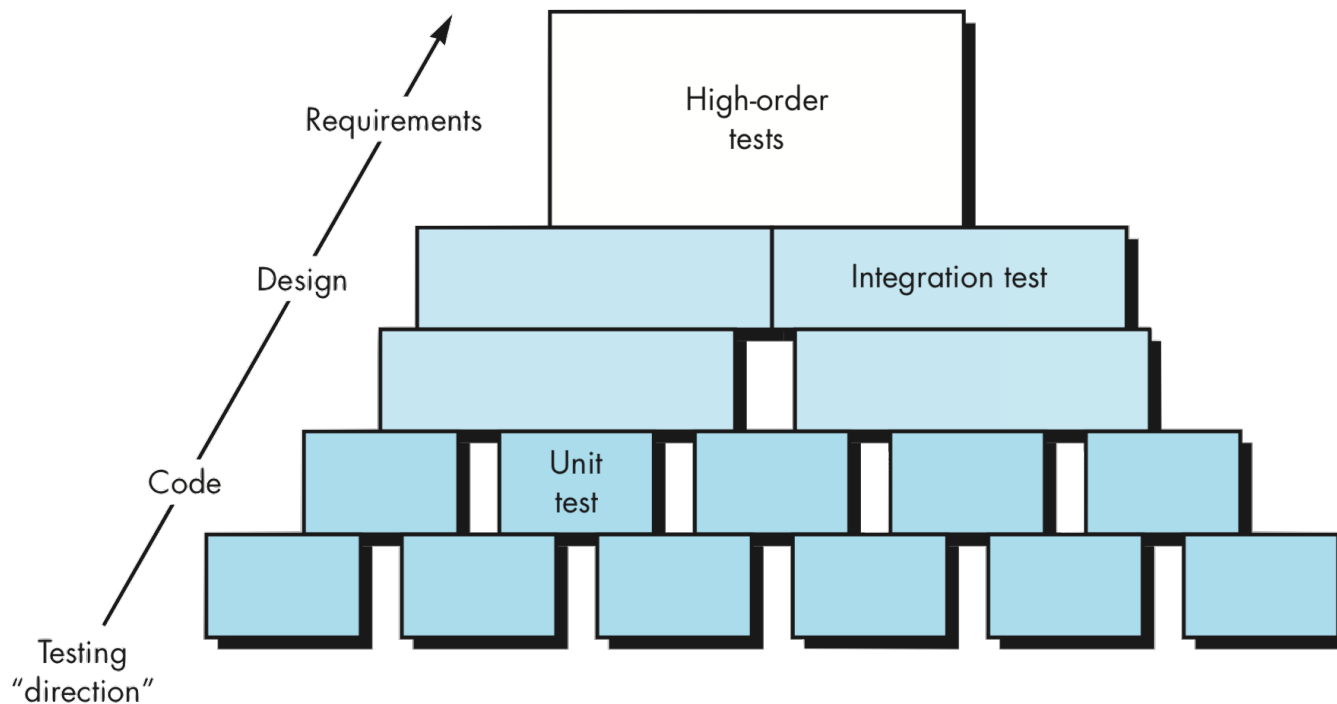 High-order
tests
Requirements
Integration test
Design
Unit
test
Code
Testing
“direction”